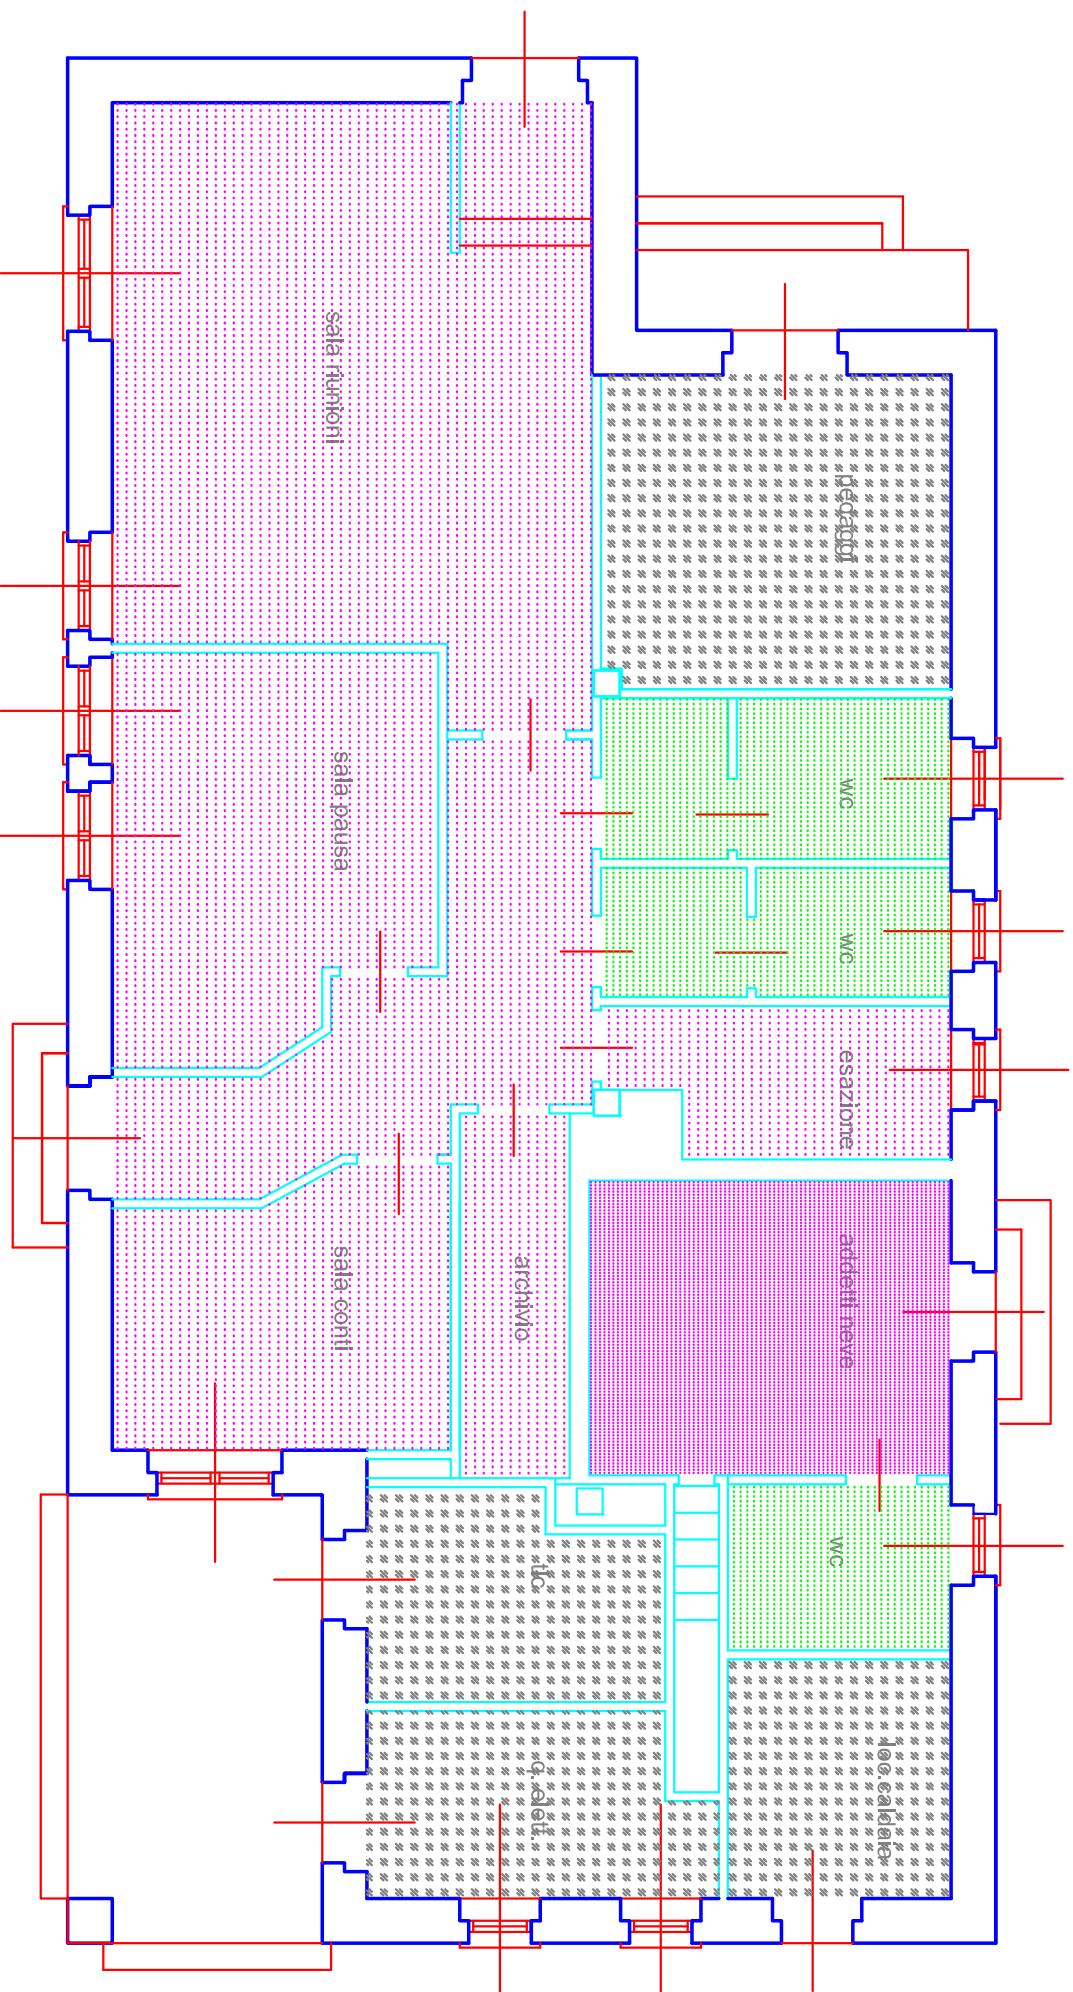 sala riunioni
pedaggi
sala pausa
wc
wc
esazione
addetti neve
sala conti
archivio
wc
tlc
q. elett.
loc.caldaia